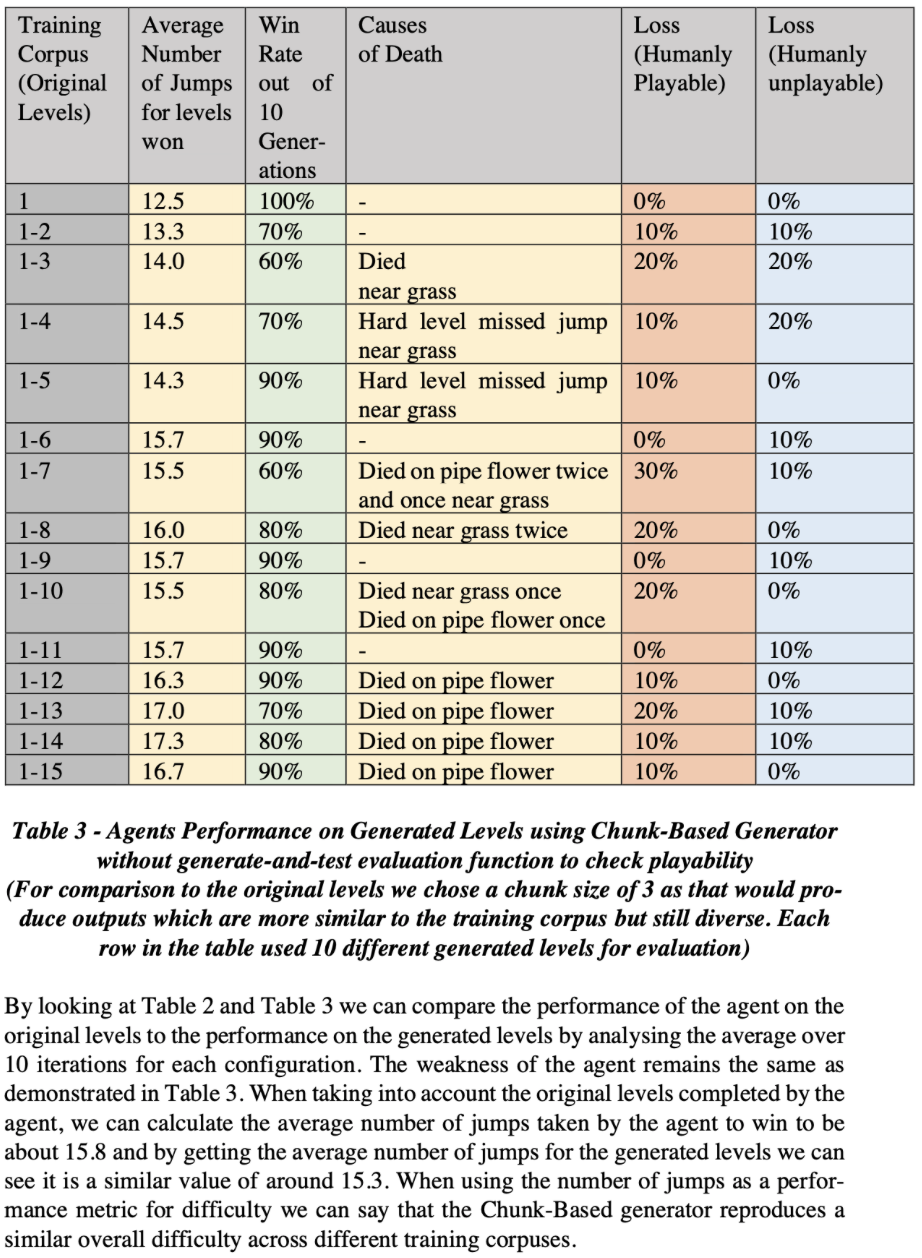 Training Corpus (Original Levels) Average Number of Jumps for levels won Win Rate out of 10 Gener-ations Causes of Death Loss (Humanly Playable) Loss (Humanly unplayable)
1 12.5 100% - 0% 0%
1-2 13.3 70% - 10% 10%
1-3 14.0 60% Died near grass 20% 20%
1-4 14.5 70% Hard level missed jump near grass 10% 20%
1-5 14.3 90% Hard level missed jump near grass 10% 0%
1-6 15.7 90% - 0% 10%
1-7 15.5 60% Died on pipe flower twice and once near grass 30% 10%
1-8 16.0 80% Died near grass twice 20% 0%
1-9 15.7 90% - 0% 10%
1-10 15.5 80% Died near grass once Died on pipe flower once 20% 0%
1-11 15.7 90% - 0% 10%
1-12 16.3 90% Died on pipe flower 10% 0%
1-13 17.0 70% Died on pipe flower 20% 10%
1-14 17.3 80% Died on pipe flower 10% 10%
1-15 16.7 90% Died on pipe flower 10% 0%
Table 3 - Agents Performance on Generated Levels using Chunk-Based Generator
without generate-and-test evaluation function to check playability
(For comparison to the original levels we chose a chunk size of 3 as that would pro-
duce outputs which are more similar to the training corpus but still diverse. Each
row in the table used 10 different generated levels for evaluation)
By looking at Table 2 and Table 3 we can compare the performance of the agent on the
original levels to the performance on the generated levels by analysing the average over
10 iterations for each configuration. The weakness of the agent remains the same as
demonstrated in Table 3. When taking into account the original levels completed by the
agent, we can calculate the average number of jumps taken by the agent to win to be
about 15.8 and by getting the average number of jumps for the generated levels we can
see it is a similar value of around 15.3. When using the number of jumps as a perfor-
mance metric for difficulty we can say that the Chunk-Based generator reproduces a
similar overall difficulty across different training corpuses.